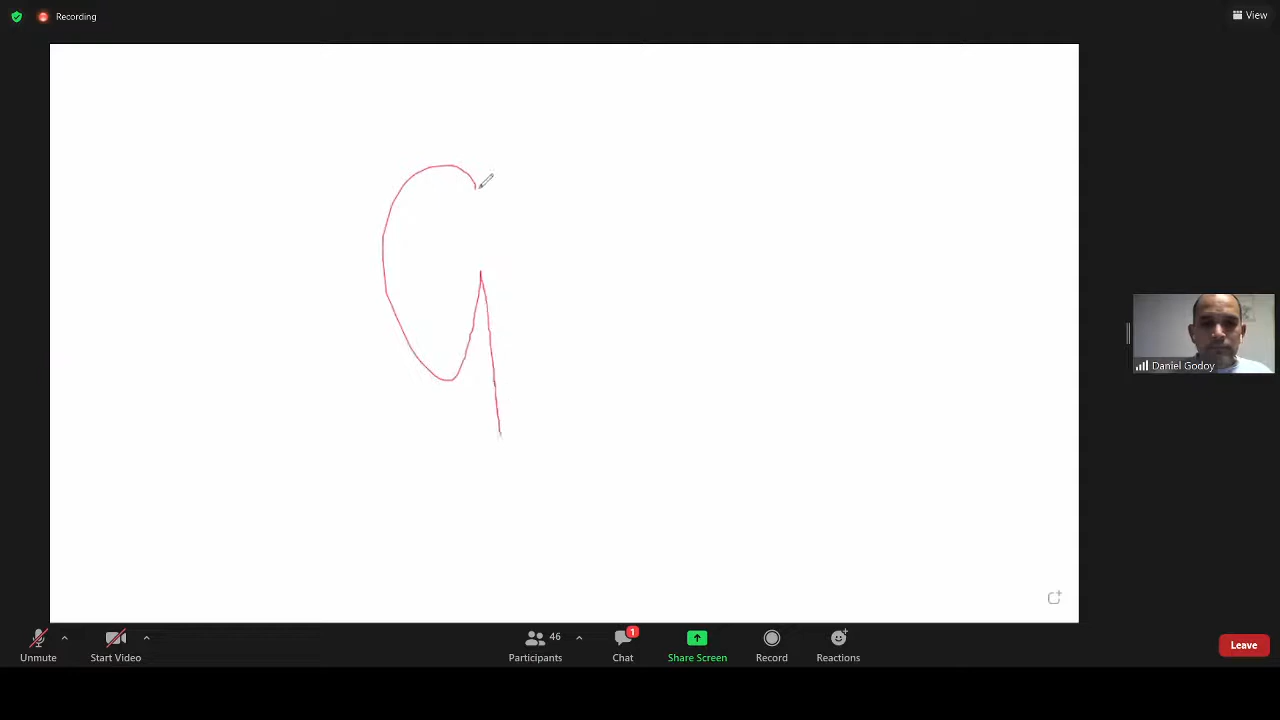 Recording
View
G
Daniel Godoy
46
1
Unmute
Start Video
Participants
Chat
Share Screen
Record
Reactions
Leave